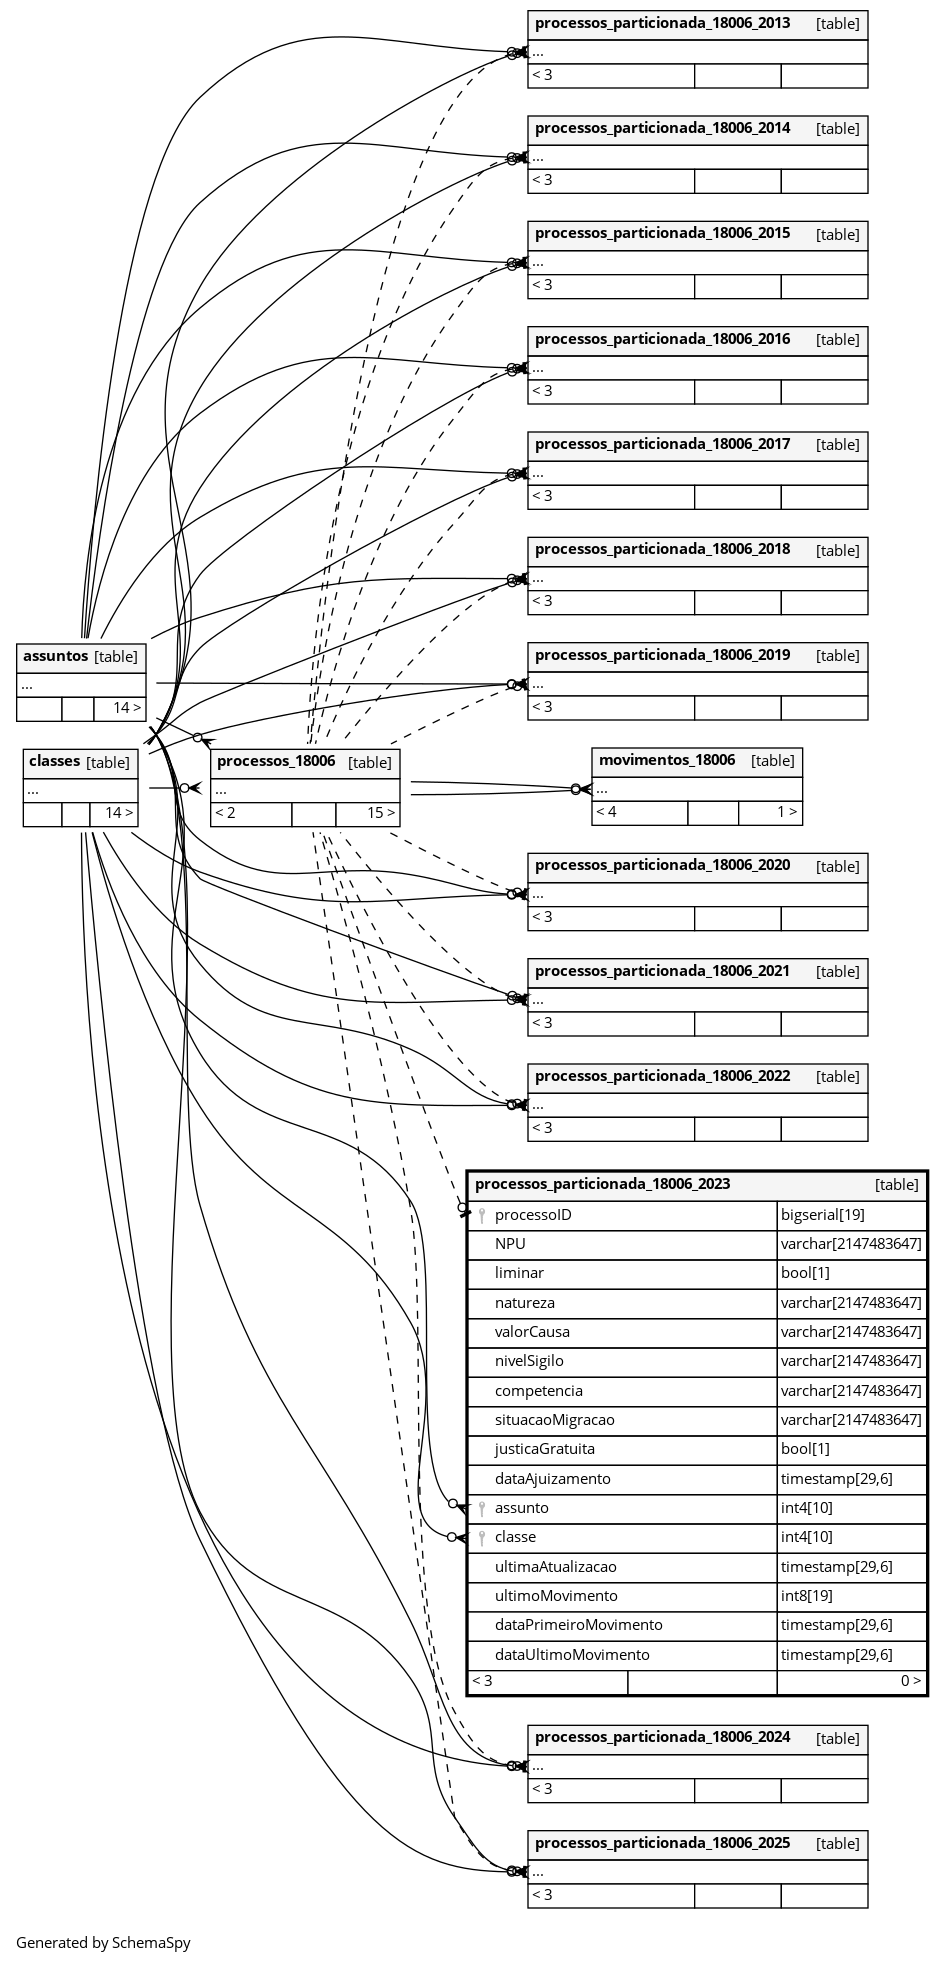 processos_particionada_18006_2013 [table]
...
< 3
processos_particionada_18006_2014 [table]
...
< 3
processos_particionada_18006_2015 [table]
...
< 3
processos_particionada_18006_2016 [table]
...
< 3
processos_particionada_18006_2017 [table]
...
< 3
processos_particionada_18006_2018 [table]
...
< 3
assuntos [table]
...
14 >
processos_particionada_18006_2019 [table]
...
< 3
classes [table]
...
14 >
processos_18006 [table]
...
< 2 15 >
movimentos_18006 [table]
...
< 4 1 >
processos_particionada_18006_2020 [table]
...
< 3
processos_particionada_18006_2021 [table]
...
< 3
processos_particionada_18006_2022 [table]
...
< 3
processos_particionada_18006_2023 [table]
processoID bigserial[19]
NPU varchar[2147483647]
liminar bool[1]
natureza varchar[2147483647]
valorCausa varchar[2147483647]
nivelSigilo varchar[2147483647]
competencia varchar[2147483647]
situacaoMigracao varchar[2147483647]
justicaGratuita bool[1]
dataAjuizamento timestamp[29,6]
assunto int4[10]
classe int4[10]
ultimaAtualizacao timestamp[29,6]
ultimoMovimento int8[19]
dataPrimeiroMovimento timestamp[29,6]
dataUltimoMovimento timestamp[29,6]
< 3 0 >
processos_particionada_18006_2024 [table]
...
< 3
processos_particionada_18006_2025 [table]
...
< 3
Generated by SchemaSpy